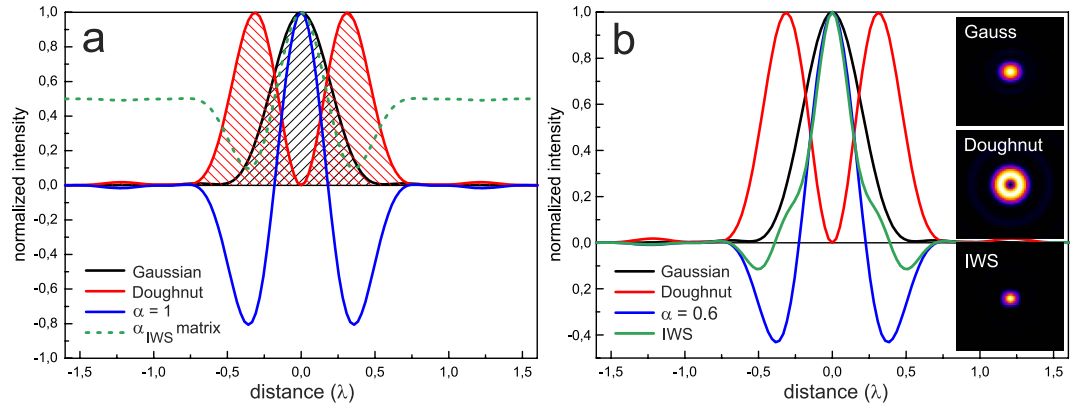 a
normalized intensity
1,0
0,8
0,6
0,4
0,2
0,0
-0,2
-0,4
-0,6
-0,8
-1,0
Gaussian
Doughnut
α = 1
α IWS matrix
-1,5 -1,0 -0,5 0,0 0,5 1,0 1,5
distance (λ)
b
normalized intensity
1,0
0,8
0,6
0,4
0,2
0,0
-0,2
-0,4
Gaussian
Doughnut
α = 0.6
IWS
-1,5 -1,0 -0,5 0,0 0,5 1,0 1,5
distance (λ)
Gauss
Doughnut
IWS